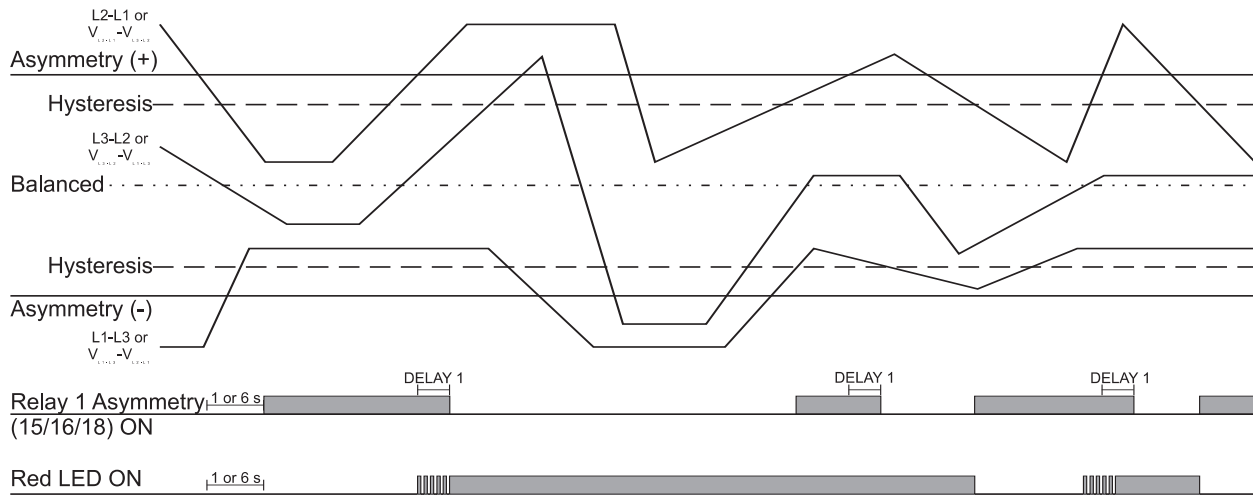 L2-L1 or
V -V
Asymmetry (+)
Hysteresis
L3-L2 or
V -V
Balanced
Hysteresis
Asymmetry (-)
L1-L3 or
V -V
DELAY 1 DELAY 1 DELAY 1
Relay 1 Asymmetry 1 or 6 s
(15/16/18) ON
Red LED ON 1 or 6 s